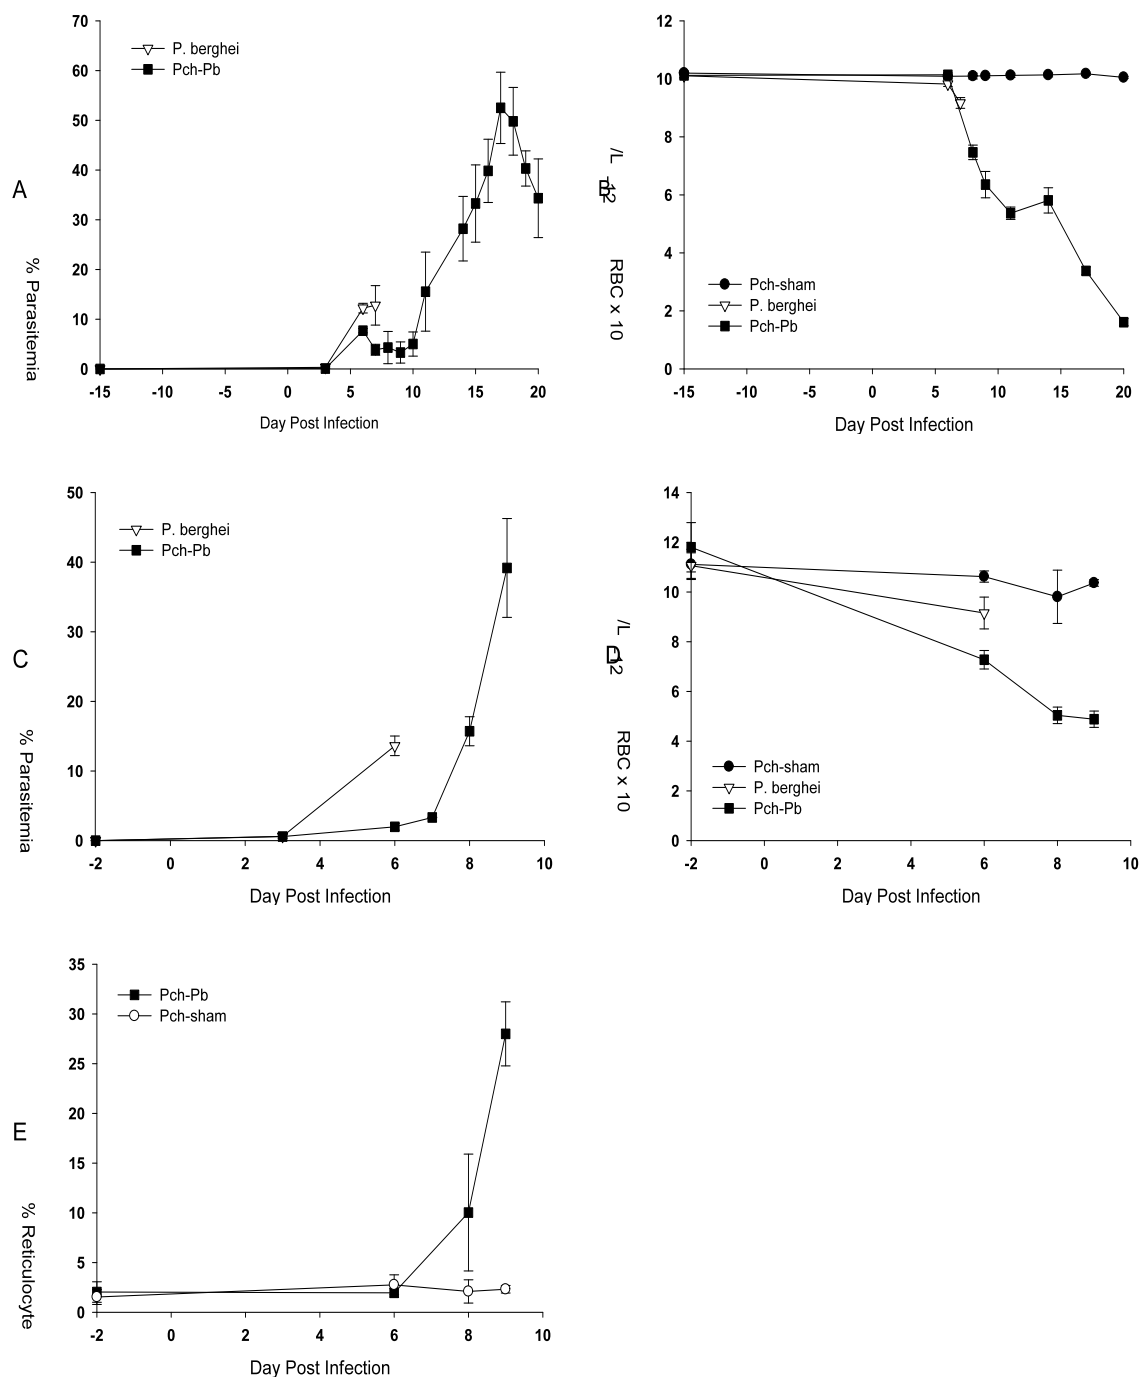 A
% Parasitemia
70
60
50
40
30
20
10
0
P. berghei
Pch-Pb
-15 -10 -5 0 5 10 15 20
Day Post Infection
B
RBC x 10
12
/L
12
10
8
6
4
2
0
Pch-sham
P. berghei
Pch-Pb
-15 -10 -5 0 5 10 15 20
Day Post Infection
C
% Parasitemia
50
40
30
20
10
0
P. berghei
Pch-Pb
-2 0 2 4 6 8 10
Day Post Infection
D
RBC x 10
12
/L
14
12
10
8
6
4
2
0
Pch-sham
P. berghei
Pch-Pb
-2 0 2 4 6 8 10
Day Post Infection
E
% Reticulocyte
35
30
25
20
15
10
5
0
Pch-Pb
Pch-sham
-2 0 2 4 6 8 10
Day Post Infection